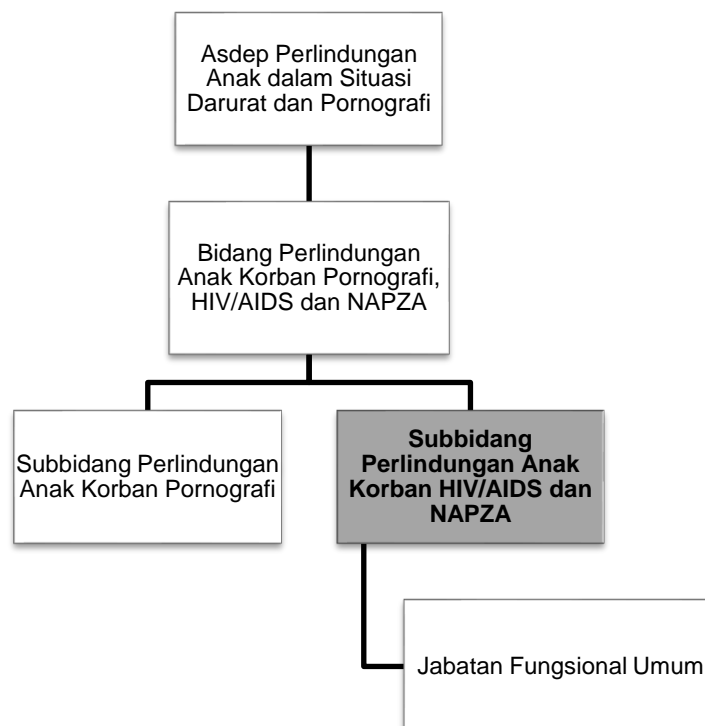 Asdep Perlindungan
Anak dalam Situasi
Darurat dan Pornografi
Bidang Perlindungan
Anak Korban Pornografi,
HIV/AIDS dan NAPZA
Subbidang Perlindungan
Anak Korban Pornografi
Subbidang
Perlindungan Anak
Korban HIV/AIDS dan
NAPZA
Jabatan Fungsional Umum